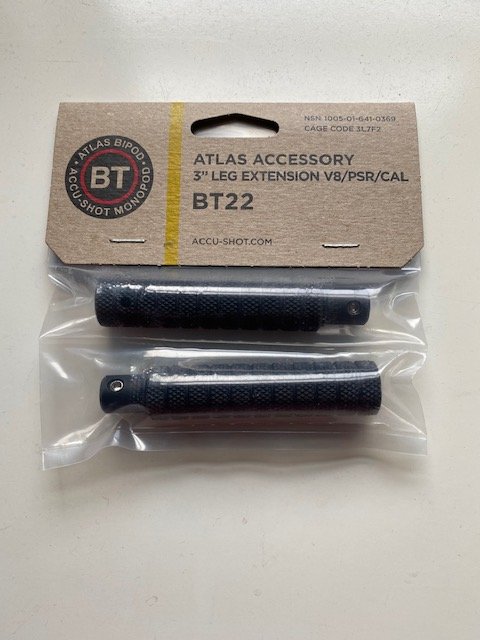 NSN 1005-01-641-0369
CAGE CODE 3L7F2
ATLAS BIPOD
BT
ACCU-SHOT MONOPOD
ATLAS ACCESSORY
3" LEG EXTENSION V8/PSR/CAL
BT22
ACCU-SHOT.COM